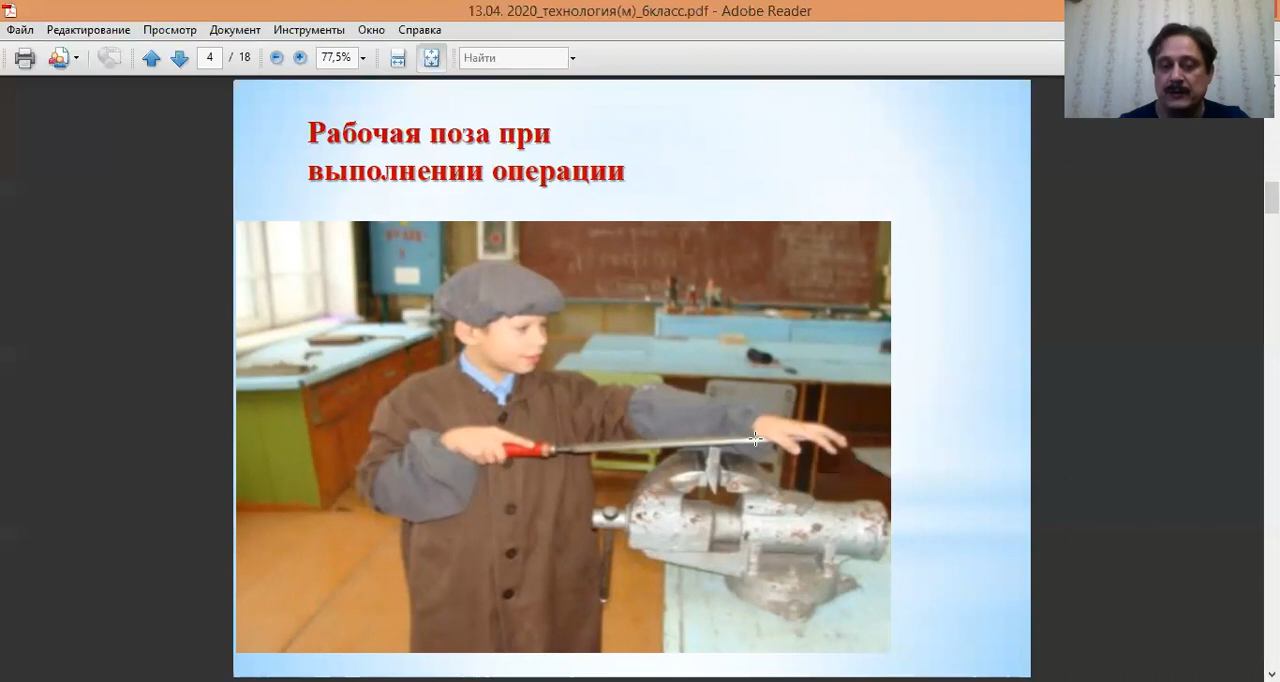 13.04. 2020_технология(м)_6класс.pdf - Adobe Reader
Файл Редактирование Просмотр Документ Инструменты Окно Справка
4 / 18 77,5% Найти
Рабочая поза при
выполнении операции